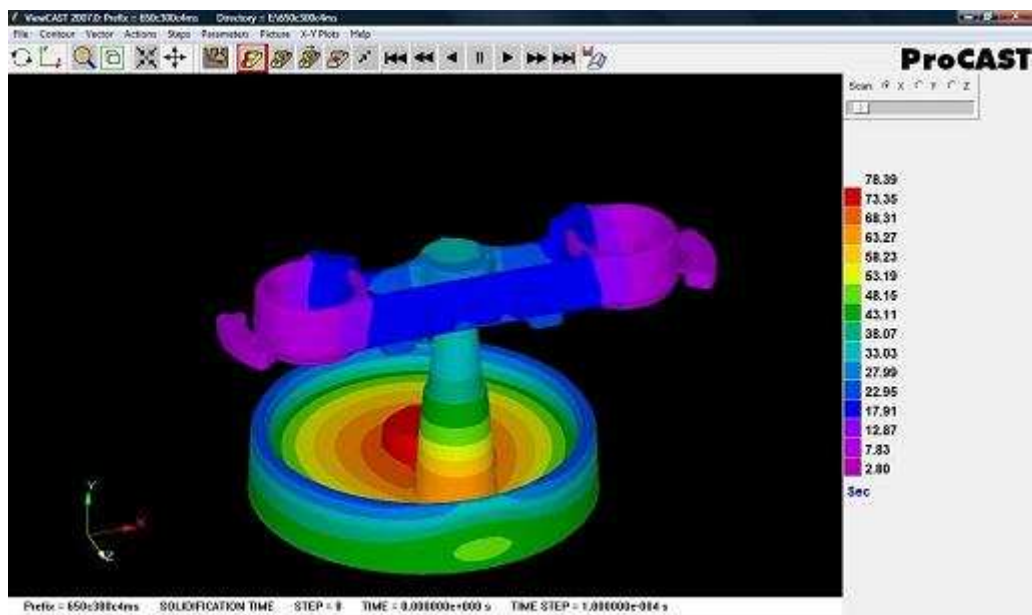 ViewCAST 2007.0: Prefix = 650c300c4ms Directory = E:\650c300c4ms
File Contour Vector Actions Steps Parameters Picture X-Y Plots Help
ProCAST
Scan X Y Z
78.39
73.35
68.31
63.27
58.23
53.19
48.15
43.11
38.07
33.03
27.99
22.95
17.91
12.87
7.83
2.80
Sec
Y
X
Z
Prefix = 650c300c4ms SOLIDIFICATION TIME STEP = 0 TIME = 0.000000e+000 s TIME STEP = 1.000000e-004 s